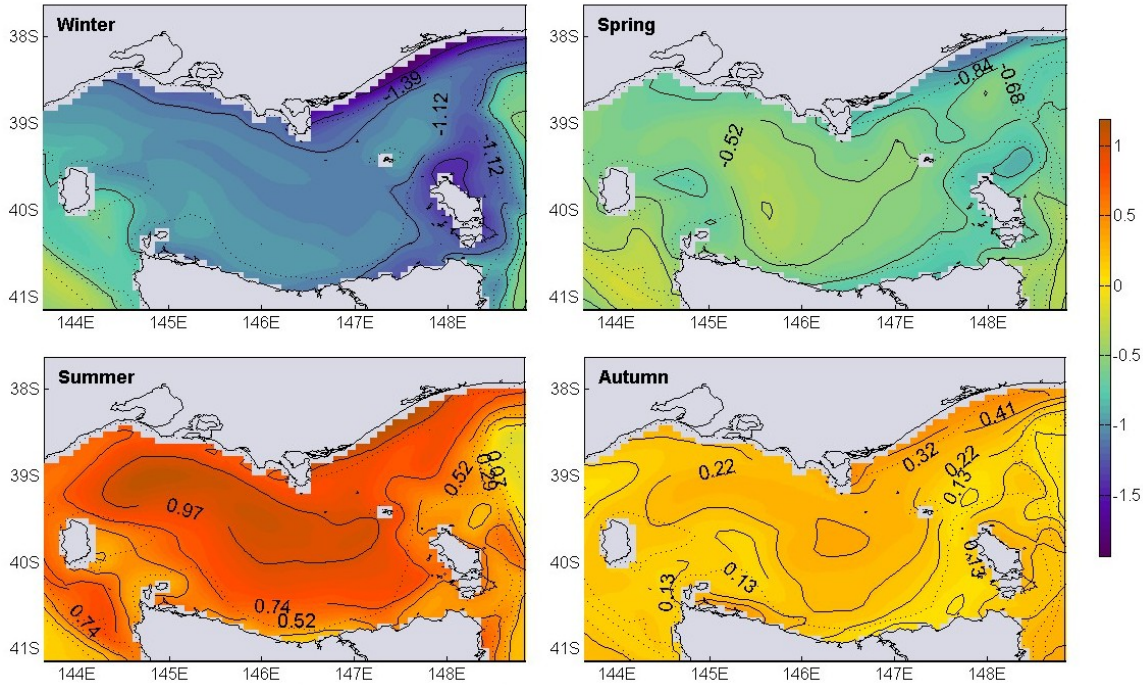 Winter
38S
39S
40S
41S
144E 145E 146E 147E 148E
-1.39
-1.12
-1.12
Spring
38S
39S
40S
41S
144E 145E 146E 147E 148E
-0.84
-0.68
-0.52
Summer
38S
39S
40S
41S
144E 145E 146E 147E 148E
0.97
0.52
0.74
0.52
0.74
Autumn
38S
39S
40S
41S
144E 145E 146E 147E 148E
0.41
0.32
0.22
0.22
0.13
0.13
0.13
0.13
1
0.5
0
-0.5
-1
-1.5